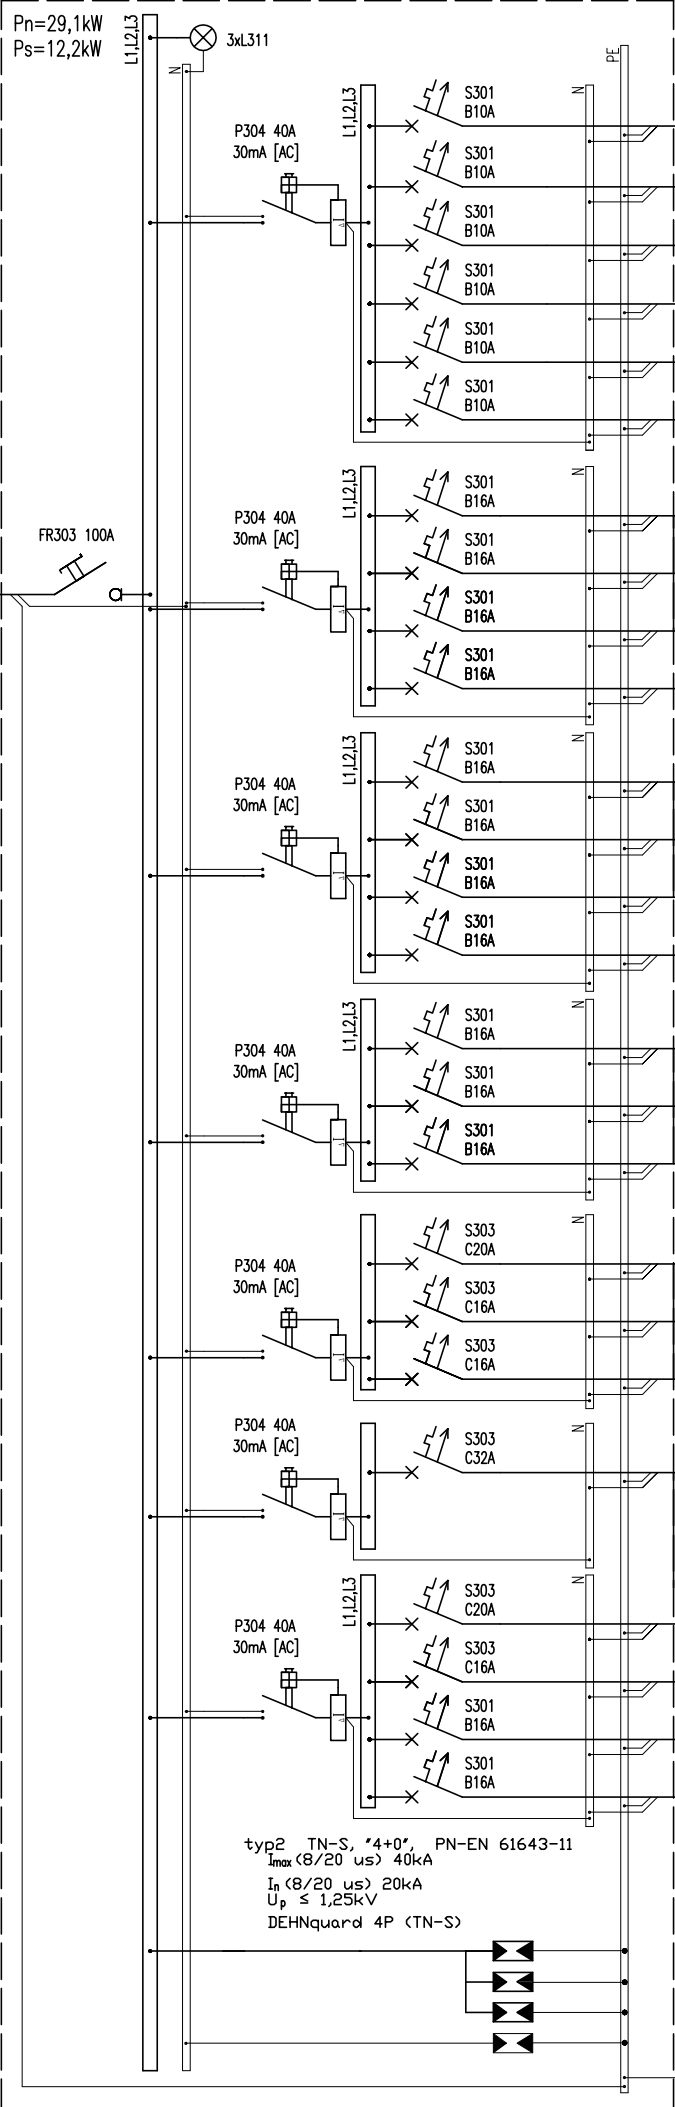 Pn=29,1kW
Ps=12,2kW
L1,L2,L3
3xL311
N
PE
P304 40A
30mA [AC]
L1,L2,L3
N
S301
B10A
S301
B10A
S301
B10A
S301
B10A
S301
B10A
S301
B10A
FR303 100A
P304 40A
30mA [AC]
L1,L2,L3
N
S301
B16A
S301
B16A
S301
B16A
S301
B16A
P304 40A
30mA [AC]
L1,L2,L3
N
S301
B16A
S301
B16A
S301
B16A
S301
B16A
P304 40A
30mA [AC]
L1,L2,L3
N
S301
B16A
S301
B16A
S301
B16A
P304 40A
30mA [AC]
N
S303
C20A
S303
C16A
S303
C16A
P304 40A
30mA [AC]
N
S303
C32A
P304 40A
30mA [AC]
L1,L2,L3
N
S303
C20A
S303
C16A
S301
B16A
S301
B16A
typ2 TN-S, "4+0", PN-EN 61643-11
Imax (8/20 us) 40kA
In (8/20 us) 20kA
Up ≤ 1,25kV
DEHNquard 4P (TN-S)